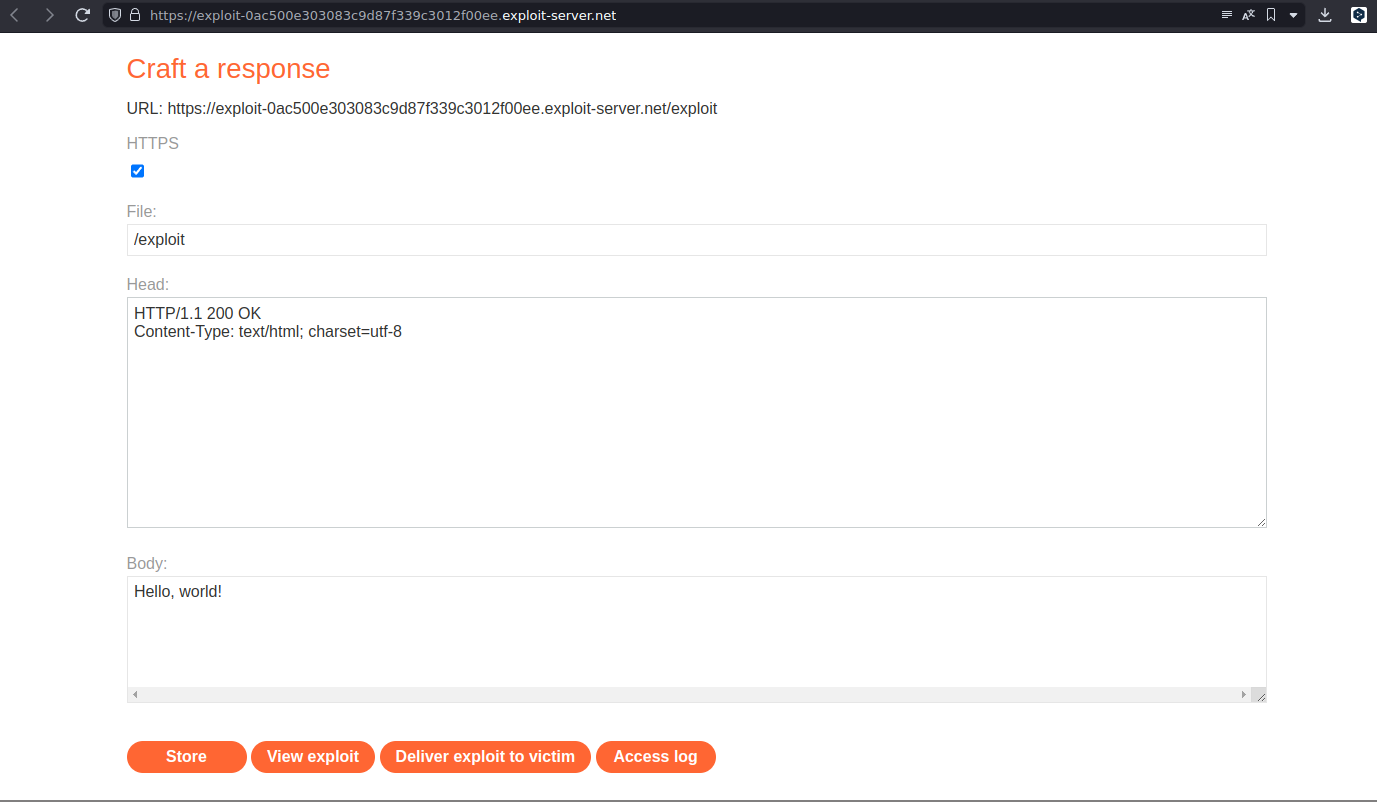 https://exploit-0ac500e303083c9d87f339c3012f00ee.exploit-server.net
Craft a response
URL: https://exploit-0ac500e303083c9d87f339c3012f00ee.exploit-server.net/exploit
HTTPS
File:
/exploit
Head:
HTTP/1.1 200 OK
Content-Type: text/html; charset=utf-8
Body:
Hello, world!
Store View exploit Deliver exploit to victim Access log